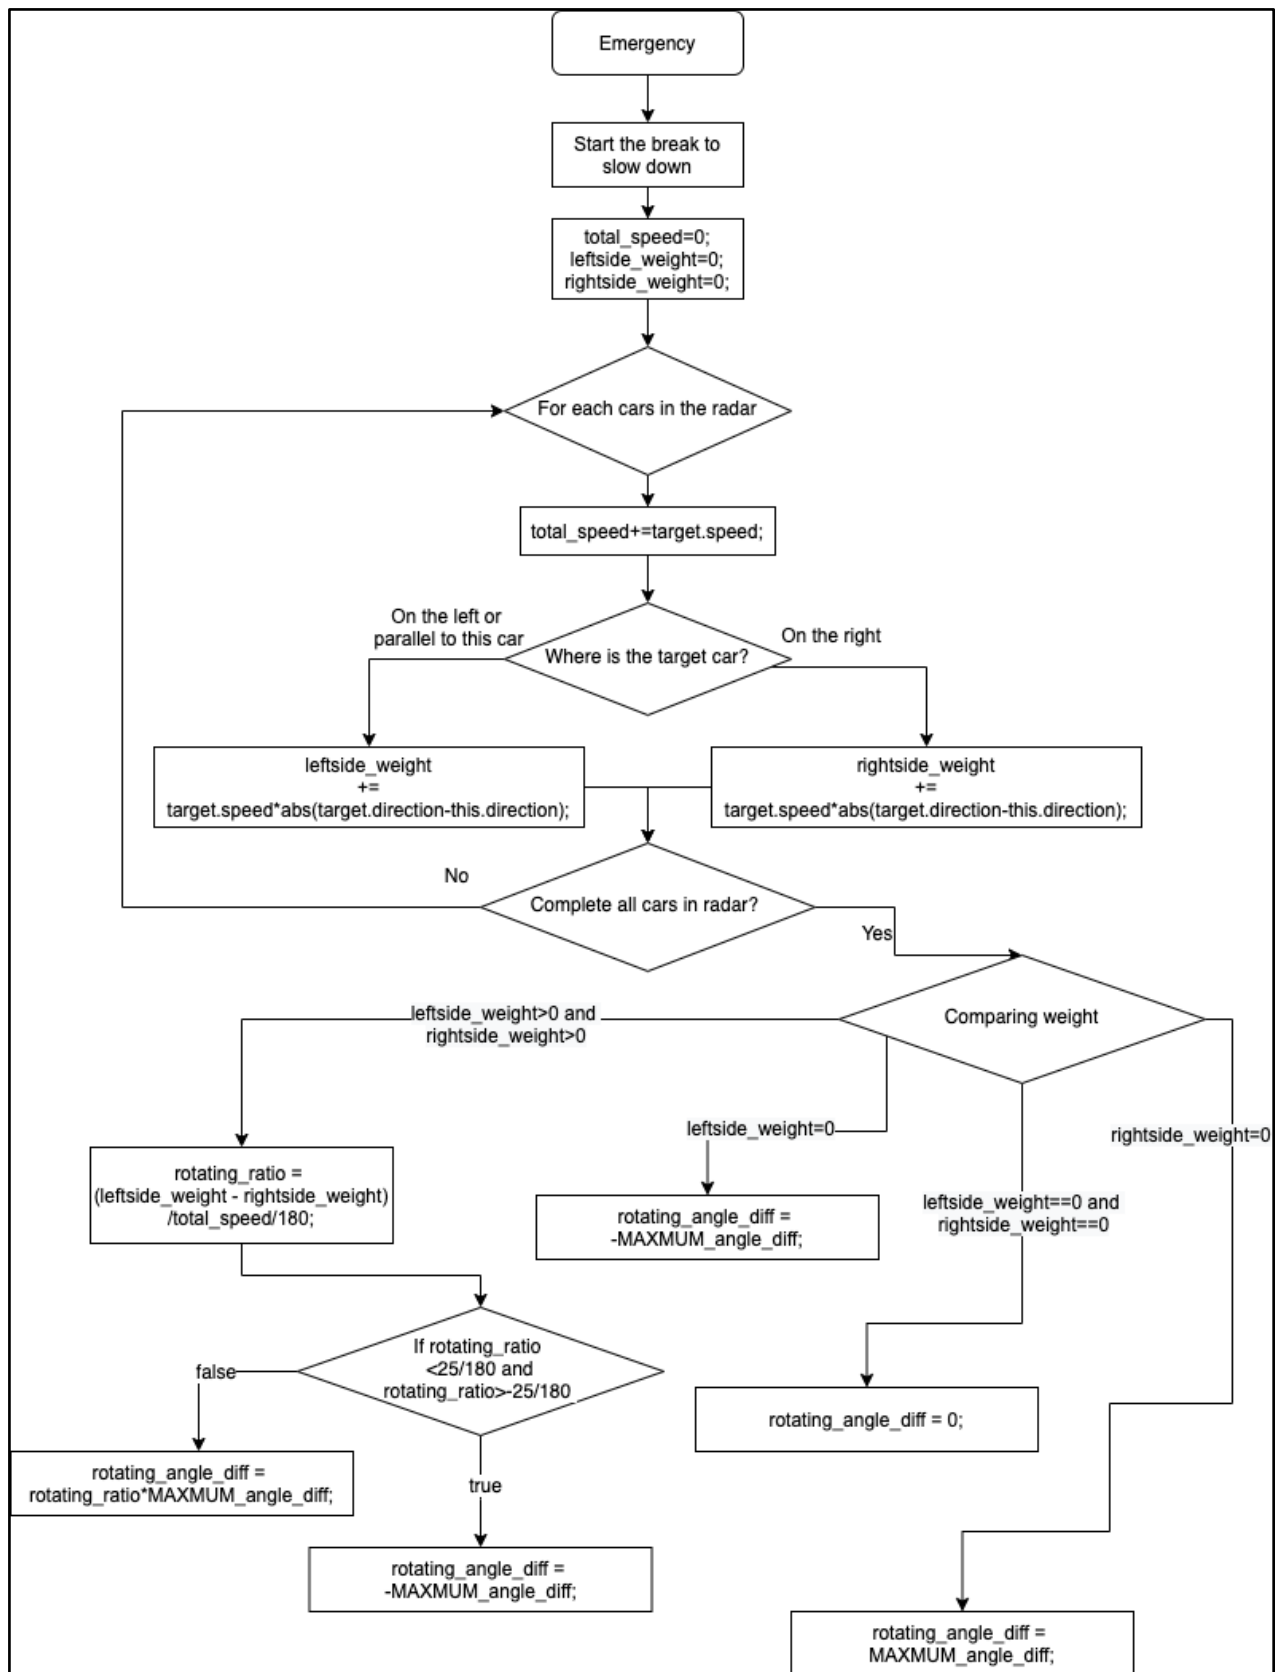 Emergency
Start the break to
slow down
total_speed=0;
leftside_weight=0;
rightside_weight=0;
For each cars in the radar
total_speed+=target.speed;
On the left or
parallel to this car
Where is the target car?
On the right
leftside_weight
+=
target.speed*abs(target.direction-this.direction);
rightside_weight
+=
target.speed*abs(target.direction-this.direction);
No
Complete all cars in radar?
Yes
Comparing weight
leftside_weight>0 and
rightside_weight>0
leftside_weight=0
rightside_weight=0
leftside_weight==0 and
rightside_weight==0
rotating_ratio =
(leftside_weight - rightside_weight)
/total_speed/180;
rotating_angle_diff =
-MAXMUM_angle_diff;
If rotating_ratio
<25/180 and
rotating_ratio>-25/180
false
true
rotating_angle_diff = 0;
rotating_angle_diff =
rotating_ratio*MAXMUM_angle_diff;
rotating_angle_diff =
-MAXMUM_angle_diff;
rotating_angle_diff =
MAXMUM_angle_diff;